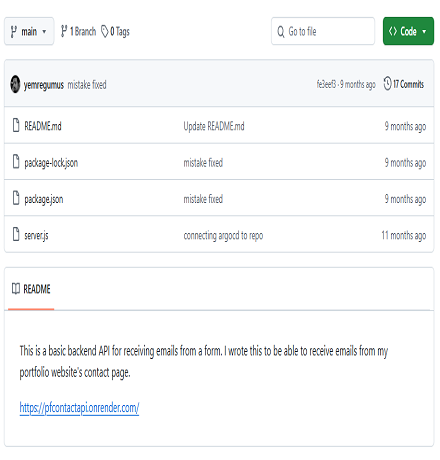 main 1 Branch 0 Tags Go to file Code
yemregumus mistake fixed fe3eef3 · 9 months ago 17 Commits
README.md Update README.md 9 months ago
package-lock.json mistake fixed 9 months ago
package.json mistake fixed 9 months ago
server.js connecting argocd to repo 11 months ago
README
This is a basic backend API for receiving emails from a form. I wrote this to be able to receive emails from my
portfolio website's contact page.
https://pfcontactapi.onrender.com/